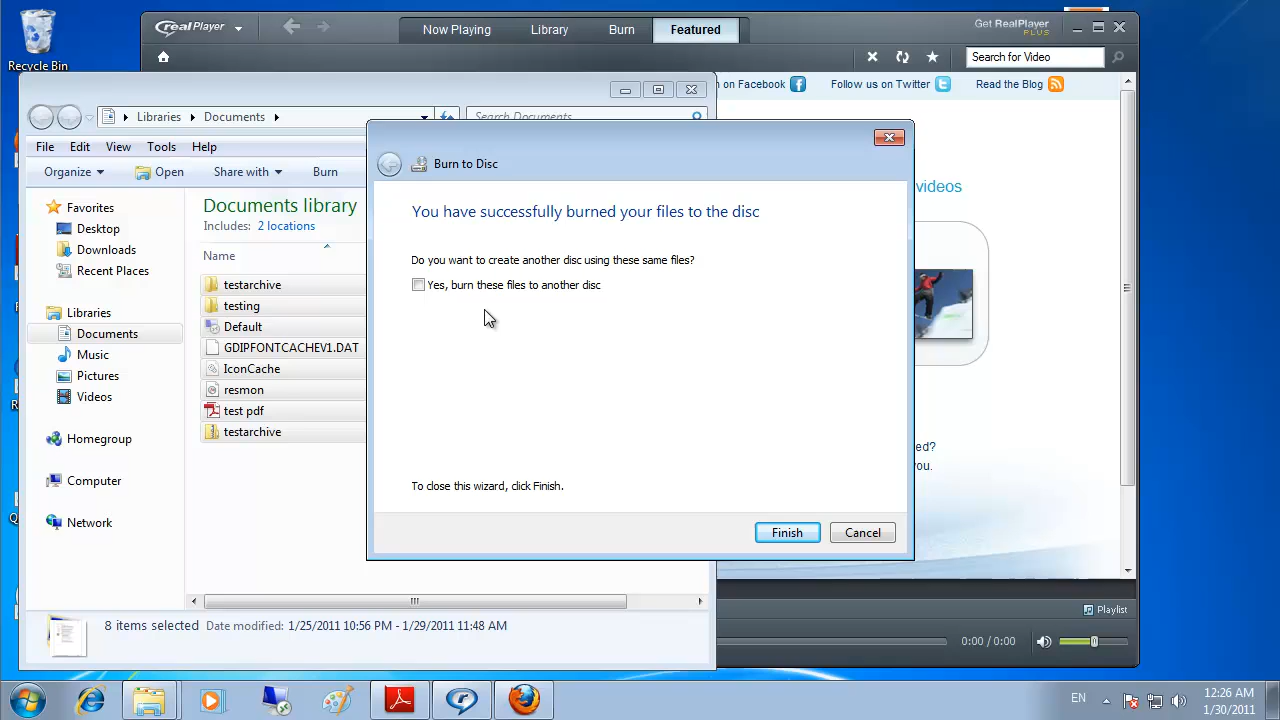 Recycle Bin
realPlayer
Now Playing
Library
Burn
Featured
Get RealPlayer
PLUS
Search for Video
n on Facebook
Follow us on Twitter
Read the Blog
Libraries
Documents
Search Documents
File
Edit
View
Tools
Help
Organize
Open
Share with
Burn
Favorites
Desktop
Downloads
Recent Places
Libraries
Documents
Music
Pictures
Videos
Homegroup
Computer
Network
Documents library
Includes: 2 locations
Name
testarchive
testing
Default
GDIPFONTCACHEV1.DAT
IconCache
resmon
test pdf
testarchive
Burn to Disc
You have successfully burned your files to the disc
Do you want to create another disc using these same files?
Yes, burn these files to another disc
To close this wizard, click Finish.
Finish
Cancel
videos
ed?
ou.
8 items selected Date modified: 1/25/2011 10:56 PM - 1/29/2011 11:48 AM
Playlist
0:00 / 0:00
EN
12:26 AM
1/30/2011